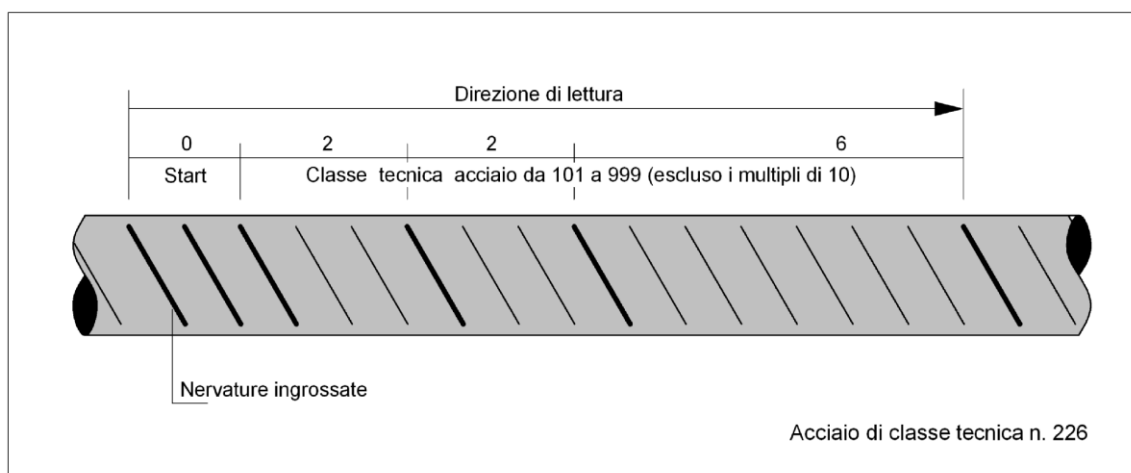 Direzione di lettura
0 2 2 6
Start Classe tecnica acciaio da 101 a 999 (escluso i multipli di 10)
Nervature ingrossate
Acciaio di classe tecnica n. 226